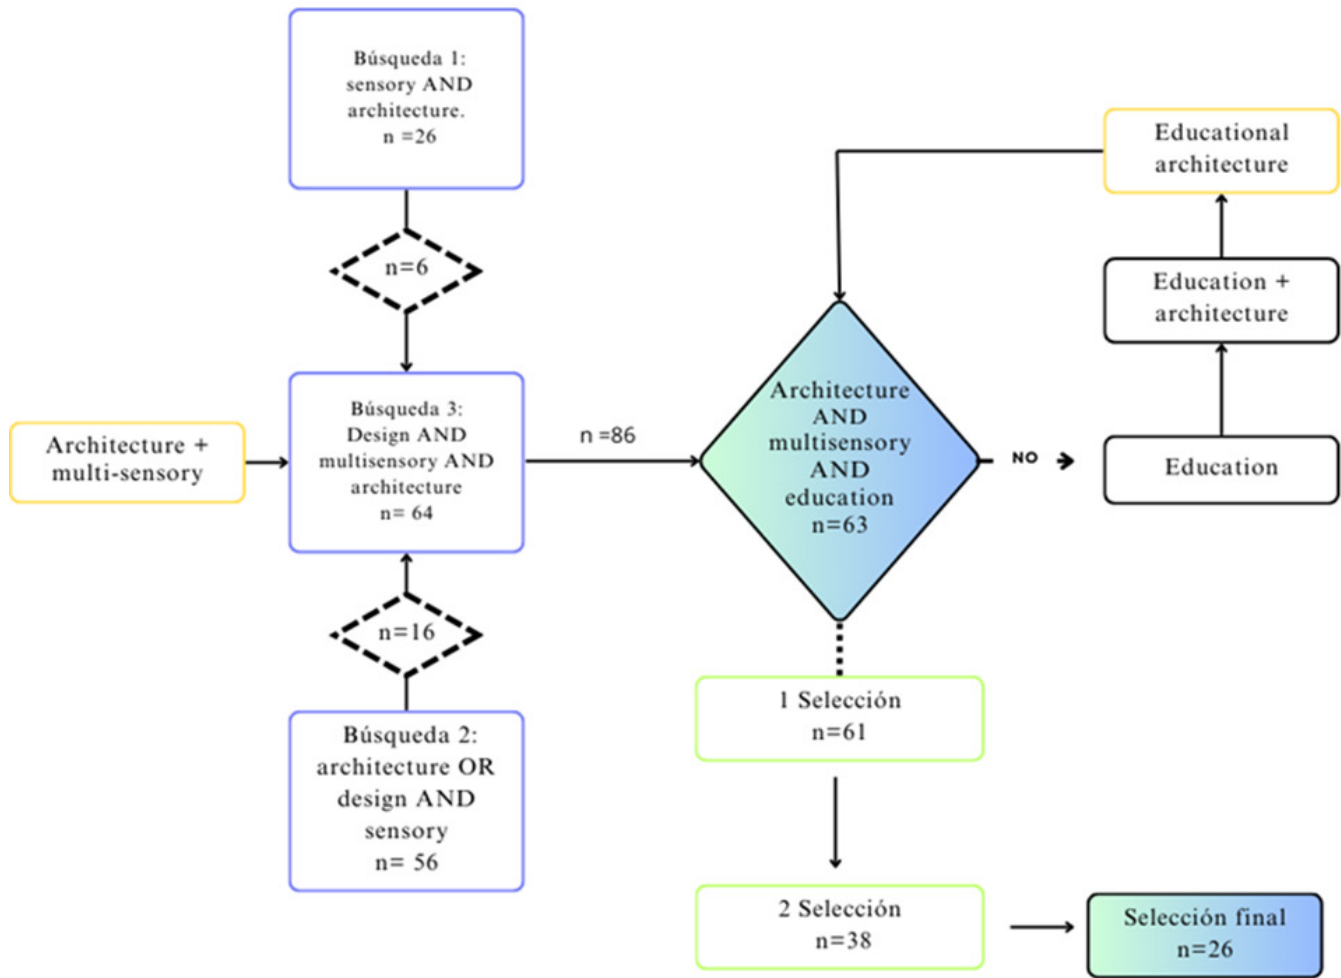 Búsqueda 1:
sensory AND
architecture.
n =26
n=6
Architecture +
multi-sensory
Búsqueda 3:
Design AND
multisensory AND
architecture
n= 64
n=16
Búsqueda 2:
architecture OR
design AND
sensory
n= 56
n =86
Architecture
AND
multisensory
AND
education
n=63
NO
Education
Education +
architecture
Educational
architecture
1 Selección
n=61
2 Selección
n=38
Selección final
n=26